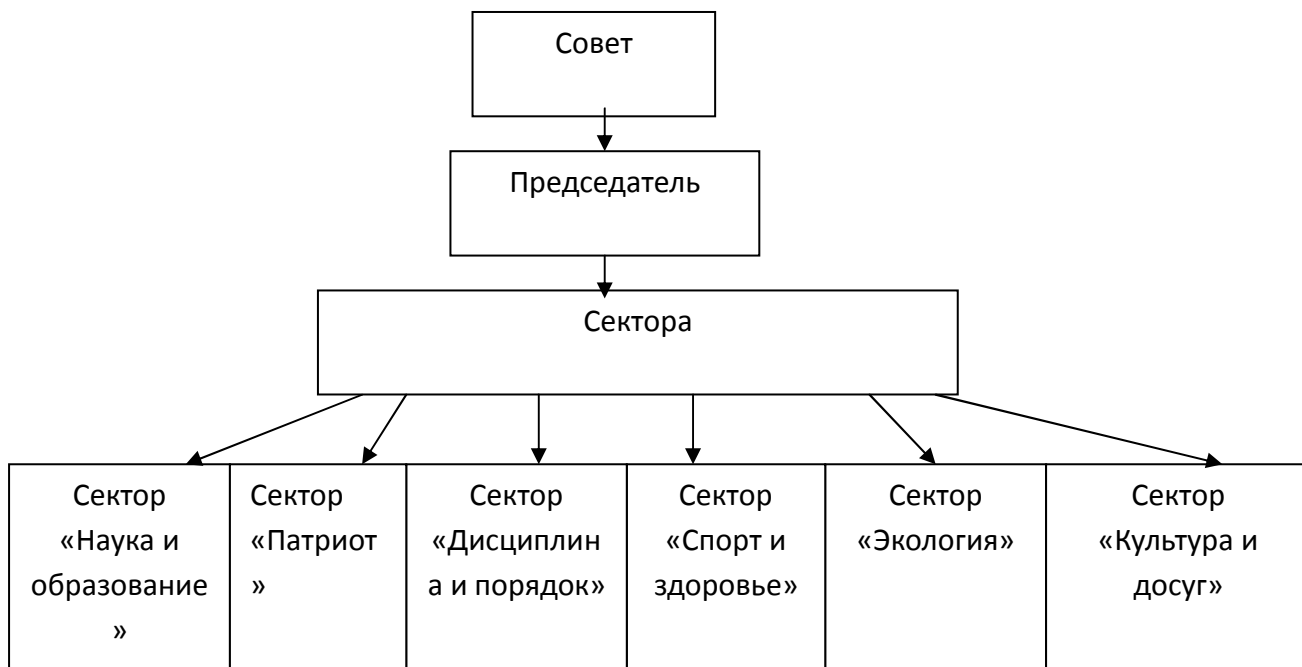 Совет
Председатель
Сектора
Сектор
«Наука и
образование
»
Сектор
«Патриот
»
Сектор
«Дисциплин
а и порядок»
Сектор
«Спорт и
здоровье»
Сектор
«Экология»
Сектор
«Культура и
досуг»